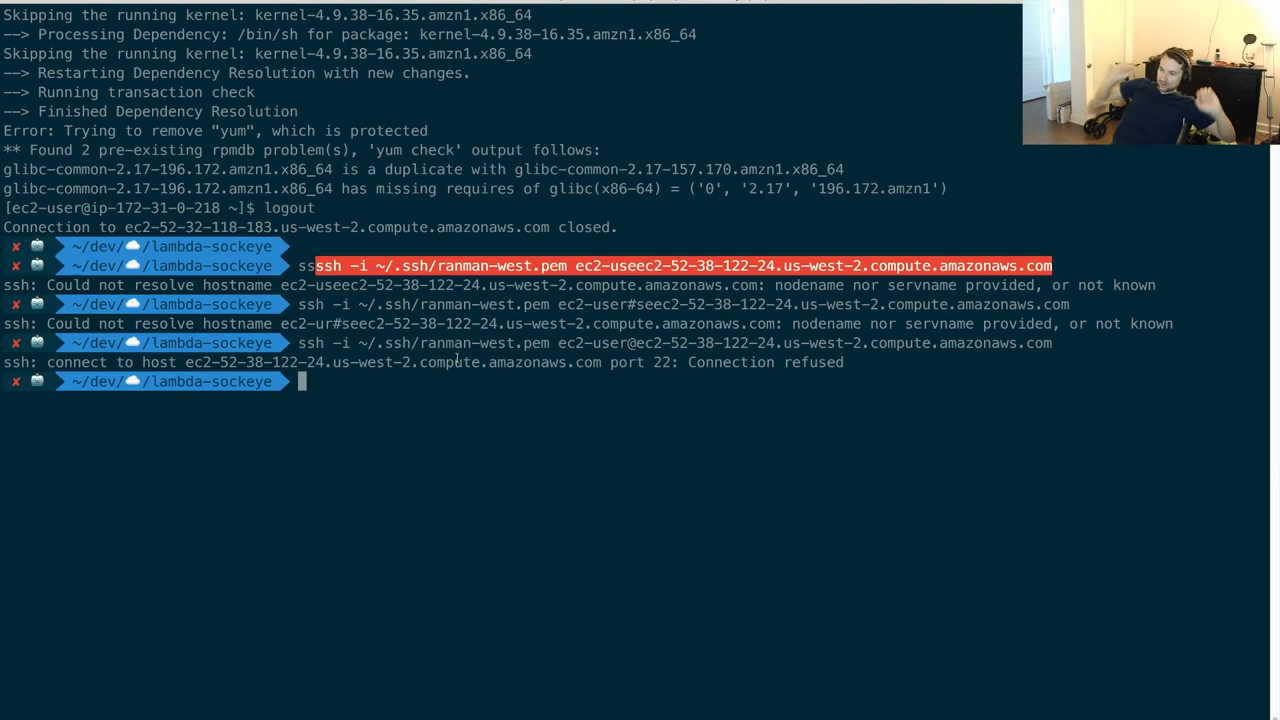 Skipping the running kernel: kernel-4.9.38-16.35.amzn1.x86_64
--> Processing Dependency: /bin/sh for package: kernel-4.9.38-16.35.amzn1.x86_64
Skipping the running kernel: kernel-4.9.38-16.35.amzn1.x86_64
--> Restarting Dependency Resolution with new changes.
--> Running transaction check
--> Finished Dependency Resolution
Error: Trying to remove "yum", which is protected
** Found 2 pre-existing rpmdb problem(s), 'yum check' output follows:
glibc-common-2.17-196.172.amzn1.x86_64 is a duplicate with glibc-common-2.17-157.170.amzn1.x86_64
glibc-common-2.17-196.172.amzn1.x86_64 has missing requires of glibc(x86-64) = ('0', '2.17', '196.172.amzn1')
[ec2-user@ip-172-31-0-218 ~]$ logout
Connection to ec2-52-32-118-183.us-west-2.compute.amazonaws.com closed.
✘ 🤖 ~/dev/☁️/lambda-sockeye
✘ 🤖 ~/dev/☁️/lambda-sockeye ssssh -i ~/.ssh/ranman-west.pem ec2-useec2-52-38-122-24.us-west-2.compute.amazonaws.com
ssh: Could not resolve hostname ec2-useec2-52-38-122-24.us-west-2.compute.amazonaws.com: nodename nor servname provided, or not known
✘ 🤖 ~/dev/☁️/lambda-sockeye ssh -i ~/.ssh/ranman-west.pem ec2-user#seec2-52-38-122-24.us-west-2.compute.amazonaws.com
ssh: Could not resolve hostname ec2-ur#seec2-52-38-122-24.us-west-2.compute.amazonaws.com: nodename nor servname provided, or not known
✘ 🤖 ~/dev/☁️/lambda-sockeye ssh -i ~/.ssh/ranman-west.pem ec2-user@ec2-52-38-122-24.us-west-2.compute.amazonaws.com
ssh: connect to host ec2-52-38-122-24.us-west-2.compute.amazonaws.com port 22: Connection refused
✘ 🤖 ~/dev/☁️/lambda-sockeye